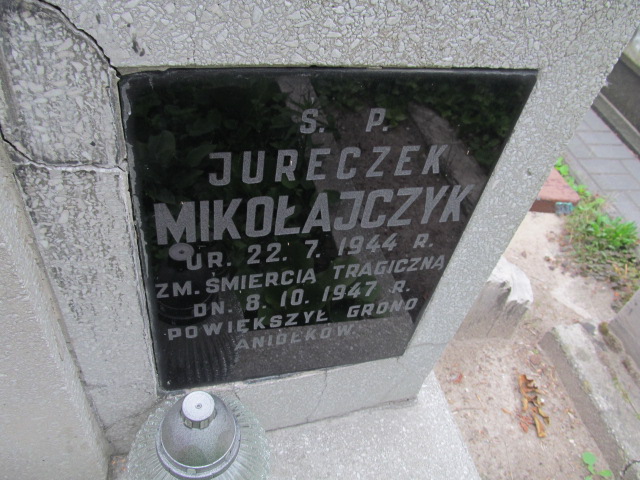 Ś. P.
JURECZEK
MIKOŁAJCZYK
UR. 22. 7. 1944 R.
ZM. ŚMIERCIĄ TRAGICZNĄ
DN. 8. 10. 1947 R.
POWIĘKSZYŁ GRONO
ANIOŁKÓW.